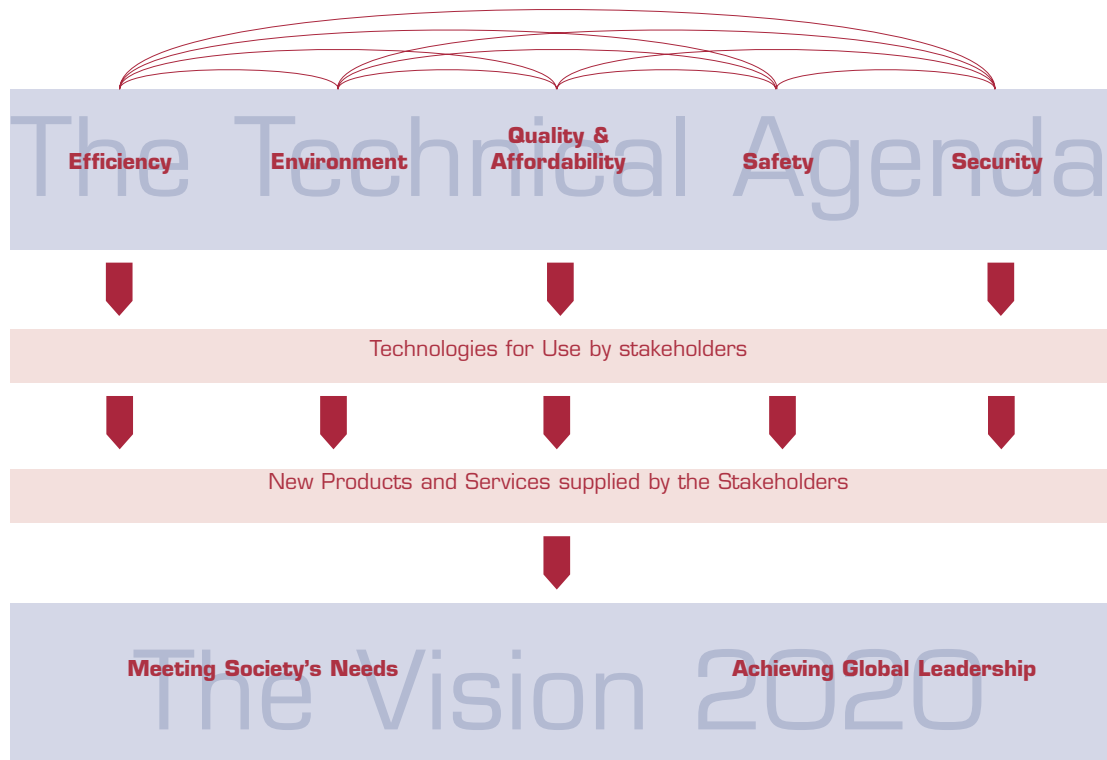 The Technical Agenda
Quality &
Efficiency Environment Affordability Safety Security
Technologies for Use by stakeholders
New Products and Services supplied by the Stakeholders
Meeting Society's Needs Achieving Global Leadership
The Vision 2020